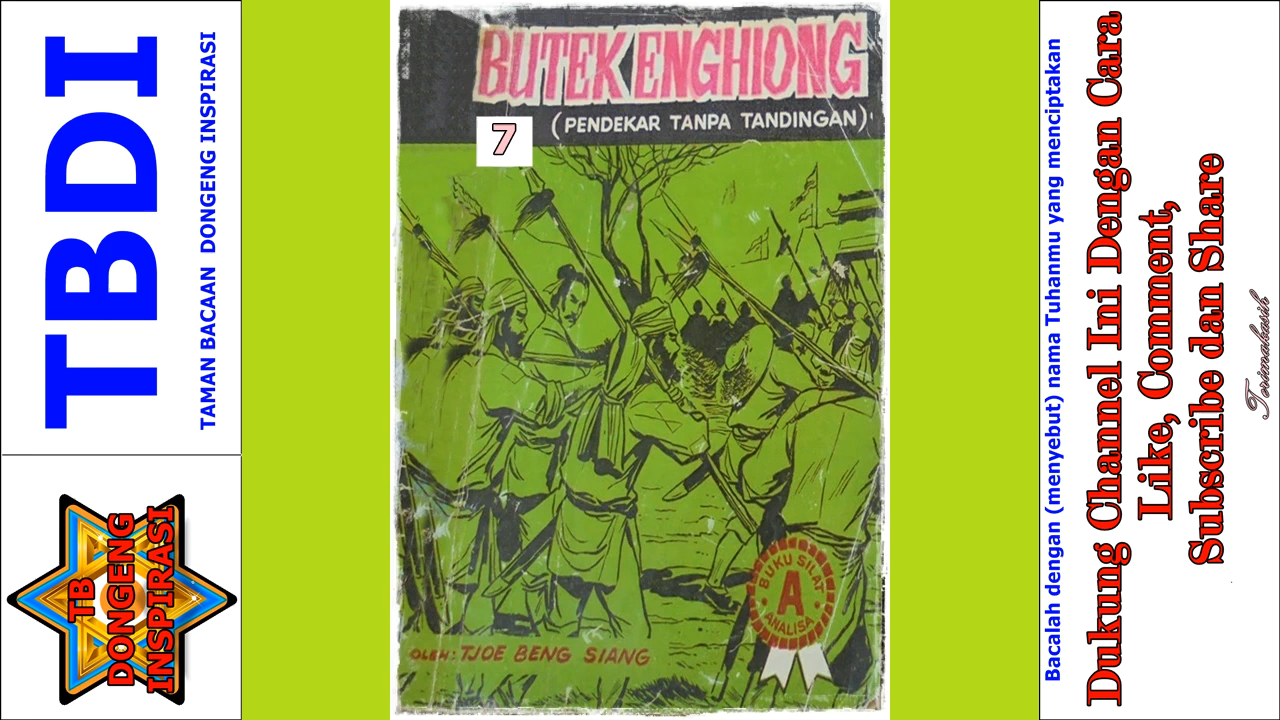 TBDI
TAMAN BACAAN DONGENG INSPIRASI
TB
DONGENG
INSPIRASI
BUTEK ENGHIONG
(PENDEKAR TANPA TANDINGAN)
7
BUKU SILAT
A
ANALISA
OLEH: TJOE BENG SIANG
Bacalah dengan (menyebut) nama Tuhanmu yang menciptakan
Dukung Channel Ini Dengan Cara
Like, Comment,
Subscribe dan Share
Terimakasih